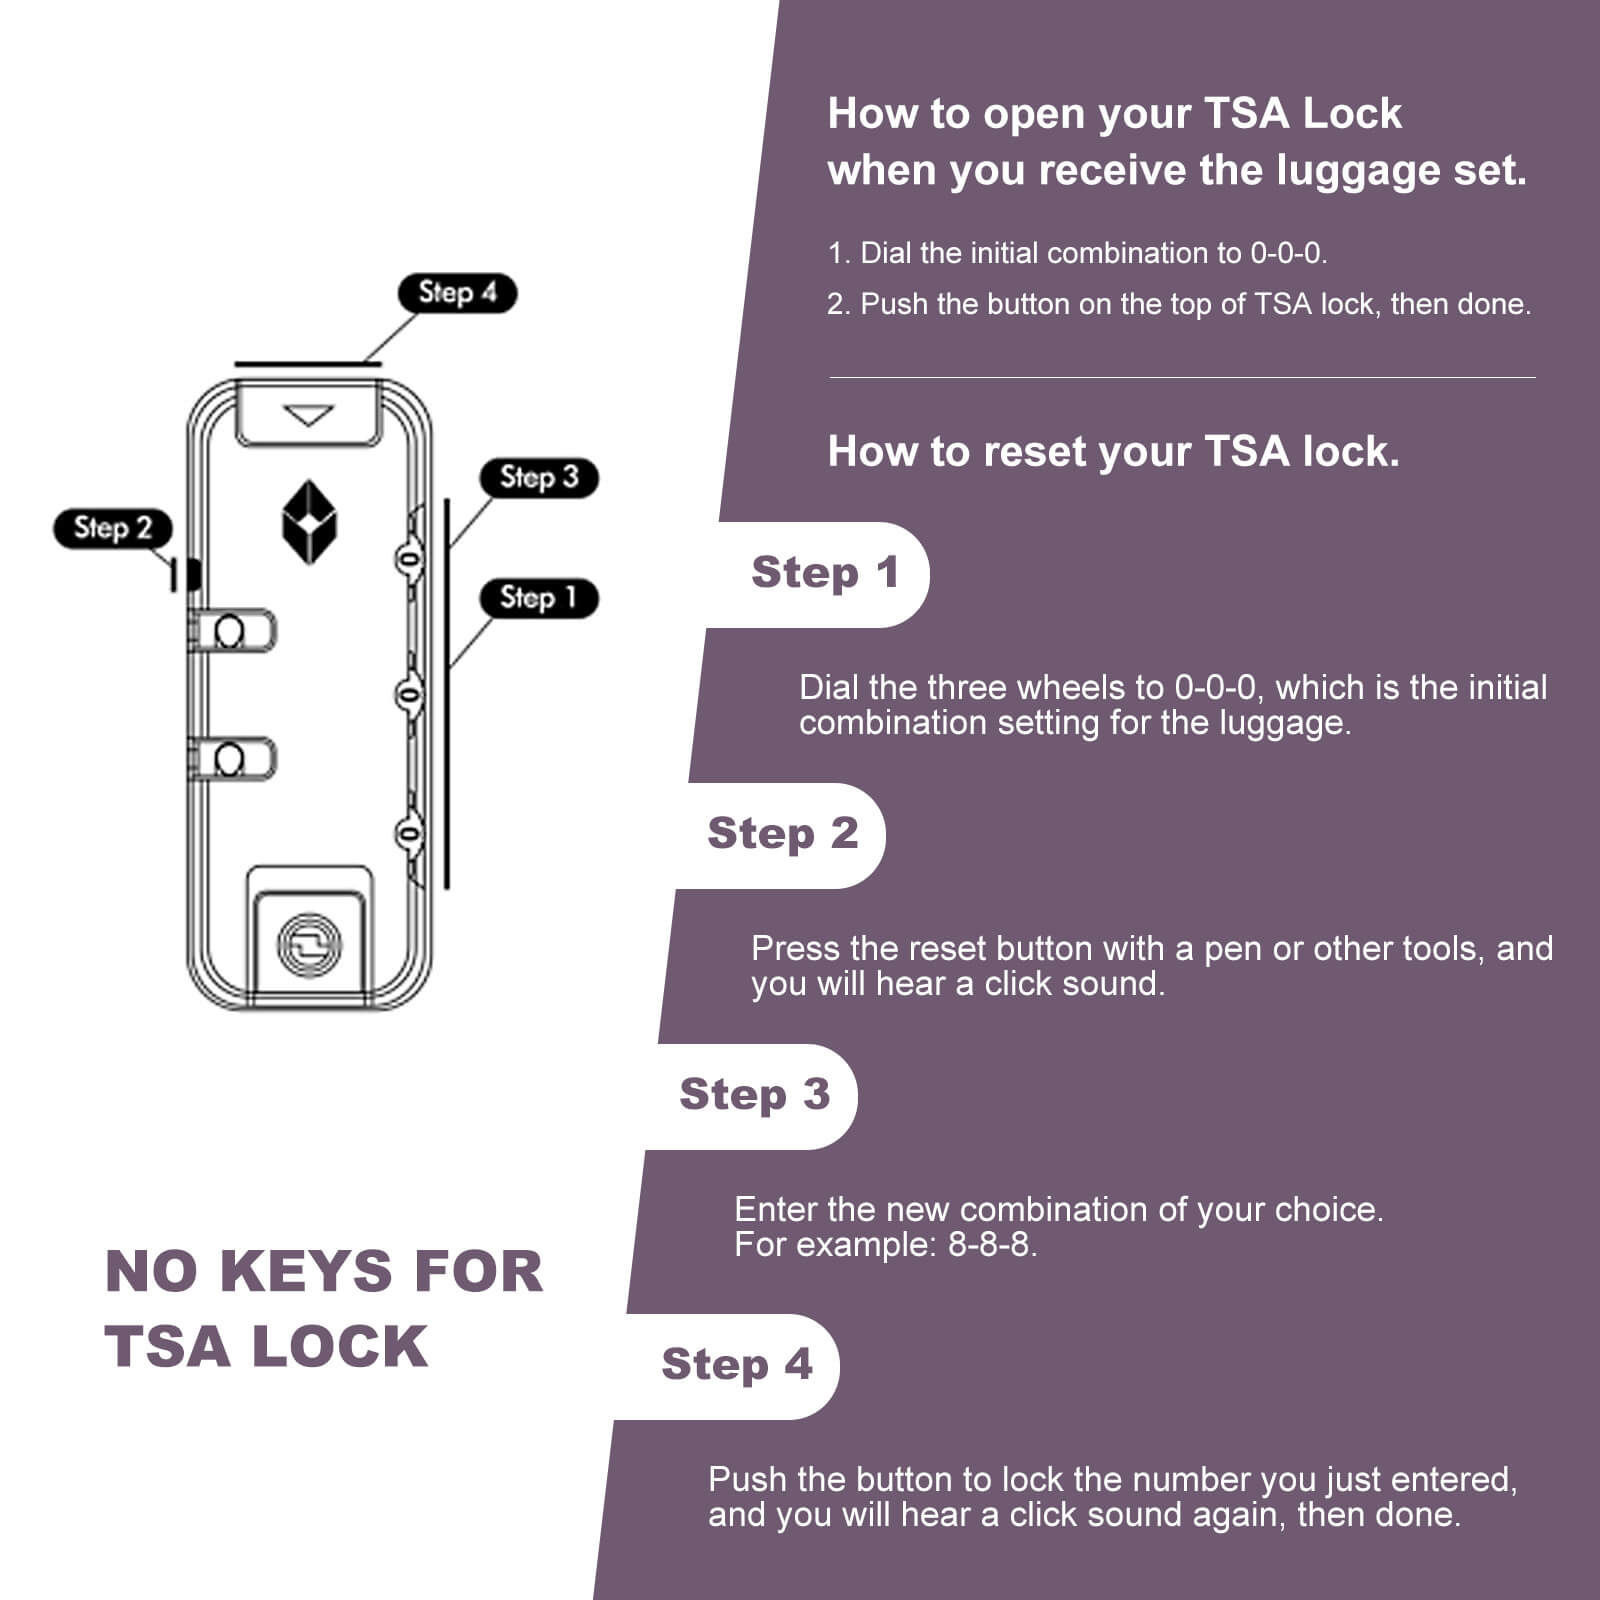 How to open your TSA Lock
when you receive the luggage set.
1. Dial the initial combination to 0-0-0.
2. Push the button on the top of TSA lock, then done.
How to reset your TSA lock.
Step 1
Dial the three wheels to 0-0-0, which is the initial
combination setting for the luggage.
Step 2
Press the reset button with a pen or other tools, and
you will hear a click sound.
Step 3
Enter the new combination of your choice.
For example: 8-8-8.
Step 4
Push the button to lock the number you just entered,
and you will hear a click sound again, then done.
Step 4
Step 3
Step 2
Step 1
0
0
0
NO KEYS FOR
TSA LOCK